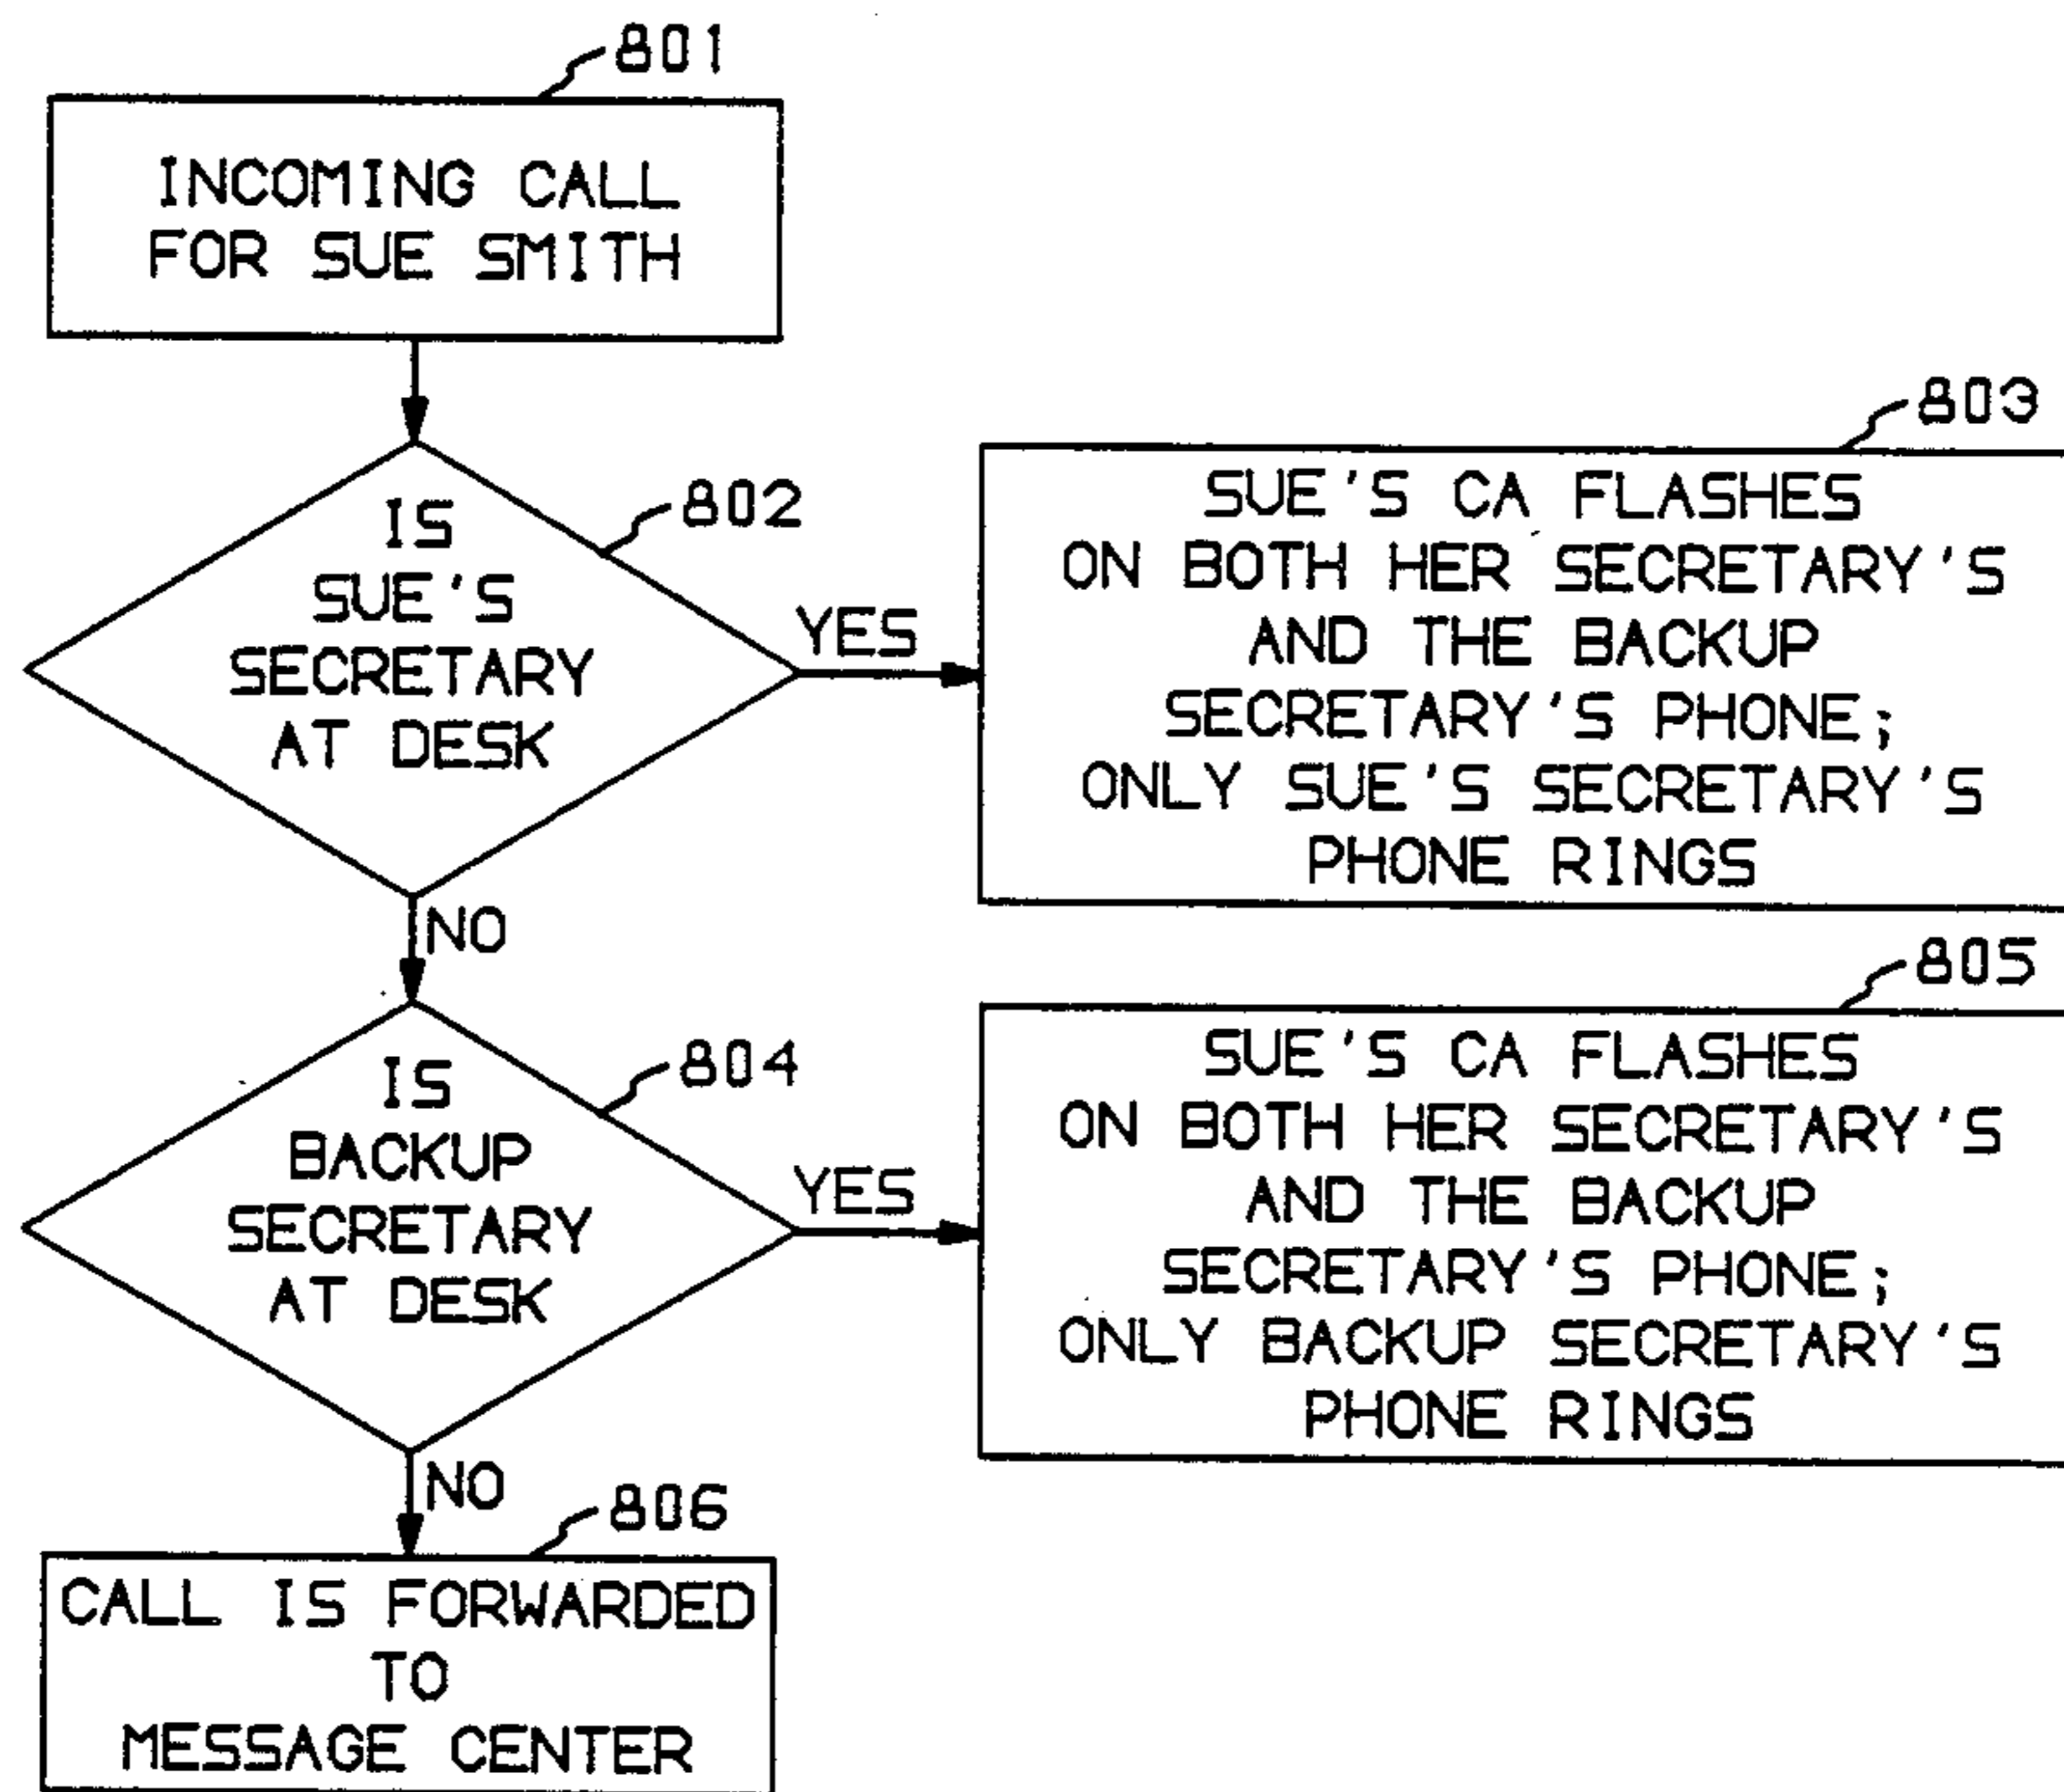 801
INCOMING CALL
FOR SUE SMITH
802
IS
SUE'S
SECRETARY
AT DESK
YES
803
SUE'S CA FLASHES
ON BOTH HER SECRETARY'S
AND THE BACKUP
SECRETARY'S PHONE;
ONLY SUE'S SECRETARY'S
PHONE RINGS
NO
804
IS
BACKUP
SECRETARY
AT DESK
YES
805
SUE'S CA FLASHES
ON BOTH HER SECRETARY'S
AND THE BACKUP
SECRETARY'S PHONE;
ONLY BACKUP SECRETARY'S
PHONE RINGS
NO
806
CALL IS FORWARDED
TO
MESSAGE CENTER